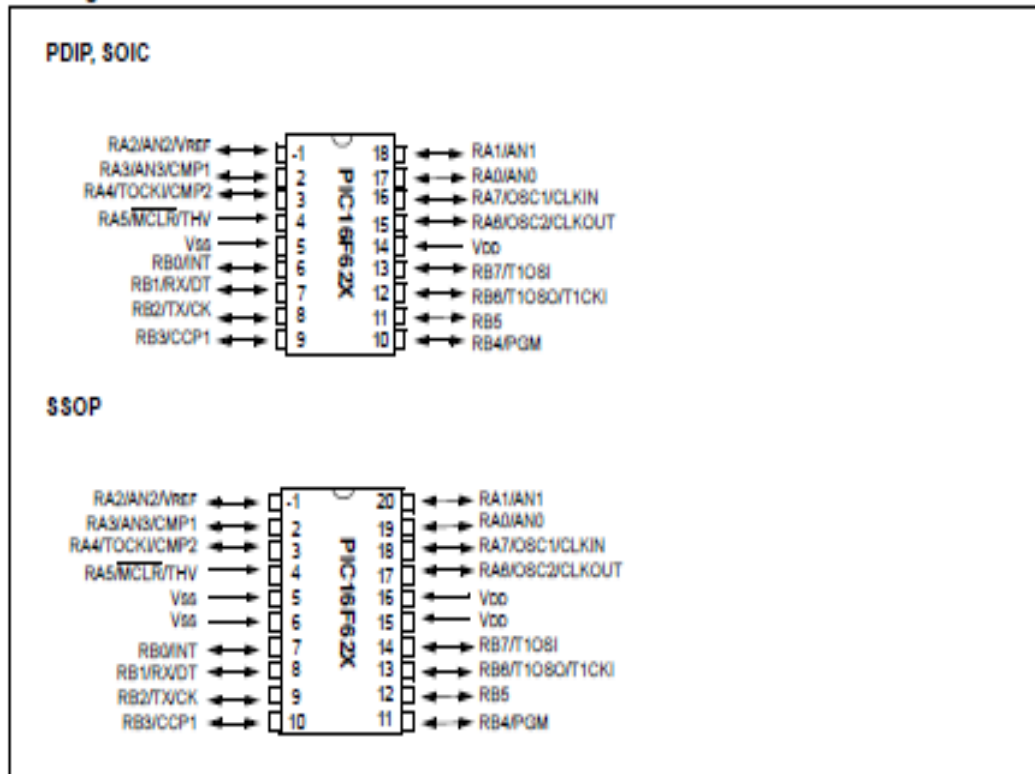 PDIP, SOIC
RA2/AN2/VREF
RA3/AN3/CMP1
RA4/TOCKI/CMP2
RA5/MCLR/THV
Vss
RB0/INT
RB1/RX/DT
RB2/TX/CK
RB3/CCP1
-1
2
3
4
5
6
7
8
9
PIC16F62X
18
17
16
15
14
13
12
11
10
RA1/AN1
RA0/AN0
RA7/OSC1/CLKIN
RA6/OSC2/CLKOUT
VDD
RB7/T1OSI
RB6/T1OSO/T1CKI
RB5
RB4/PGM
SSOP
RA2/AN2/VREF
RA3/AN3/CMP1
RA4/TOCKI/CMP2
RA5/MCLR/THV
Vss
Vss
RB0/INT
RB1/RX/DT
RB2/TX/CK
RB3/CCP1
-1
2
3
4
5
6
7
8
9
10
PIC16F62X
20
19
18
17
16
15
14
13
12
11
RA1/AN1
RA0/AN0
RA7/OSC1/CLKIN
RA6/OSC2/CLKOUT
VDD
VDD
RB7/T1OSI
RB6/T1OSO/T1CKI
RB5
RB4/PGM